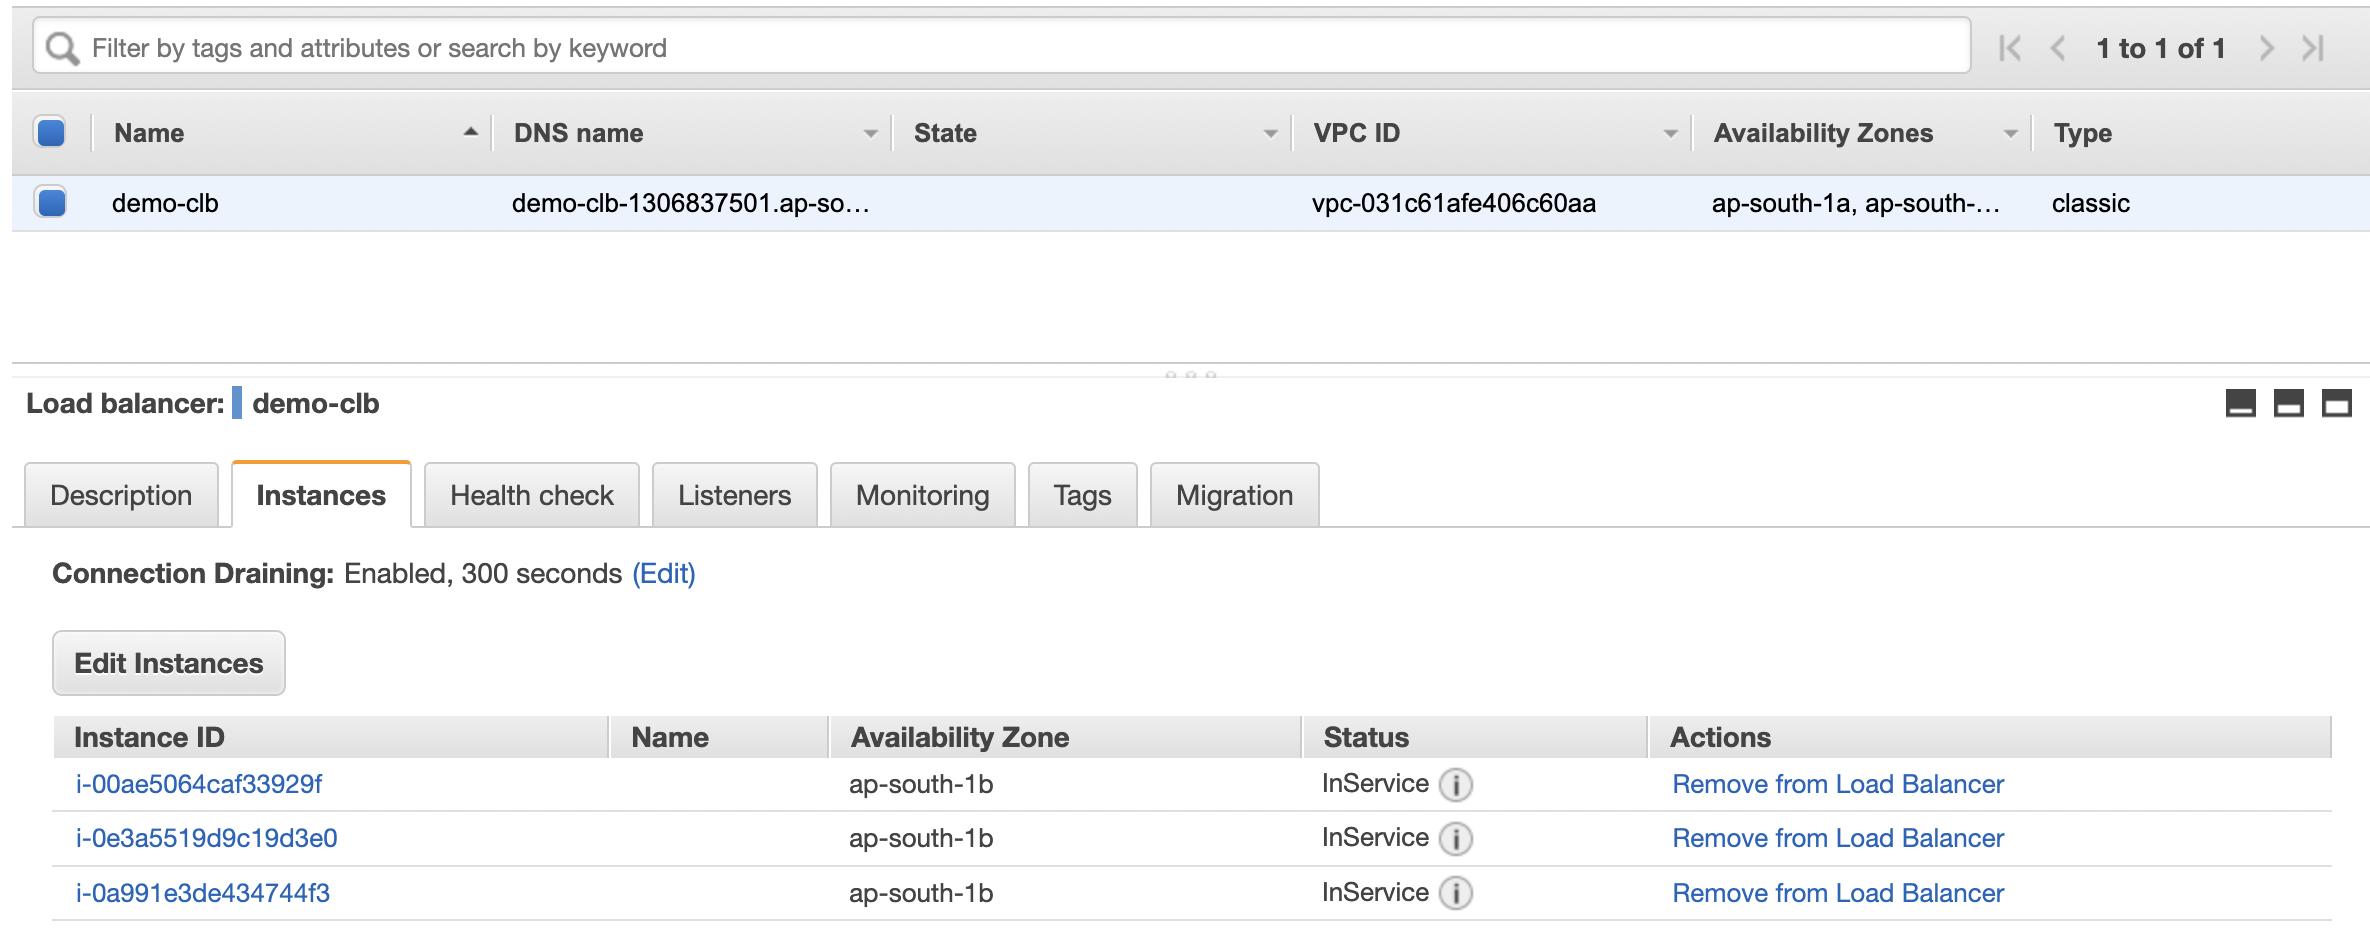 Filter by tags and attributes or search by keyword 1 to 1 of 1
Name DNS name State VPC ID Availability Zones Type
demo-clb demo-clb-1306837501.ap-so... vpc-031c61afe406c60aa ap-south-1a, ap-south-... classic
Load balancer: demo-clb
Description Instances Health check Listeners Monitoring Tags Migration
Connection Draining: Enabled, 300 seconds (Edit)
Edit Instances
Instance ID Name Availability Zone Status Actions
i-00ae5064caf33929f ap-south-1b InService i Remove from Load Balancer
i-0e3a5519d9c19d3e0 ap-south-1b InService i Remove from Load Balancer
i-0a991e3de434744f3 ap-south-1b InService i Remove from Load Balancer